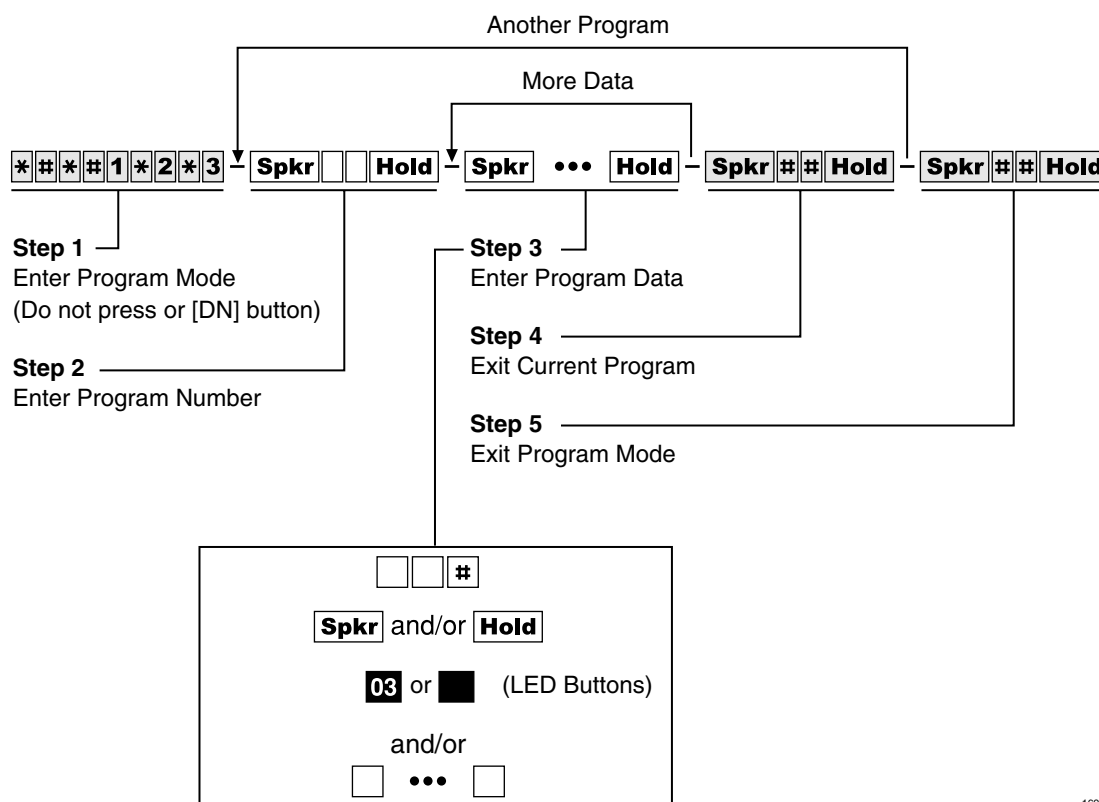 Another Program
More Data
*#*#1*2*3 – Spkr Hold – Spkr ••• Hold – Spkr ## Hold – Spkr ## Hold
Step 1
Enter Program Mode
(Do not press or [DN] button)
Step 2
Enter Program Number
Step 3
Enter Program Data
Step 4
Exit Current Program
Step 5
Exit Program Mode
#
Spkr and/or Hold
03 or (LED Buttons)
and/or
•••